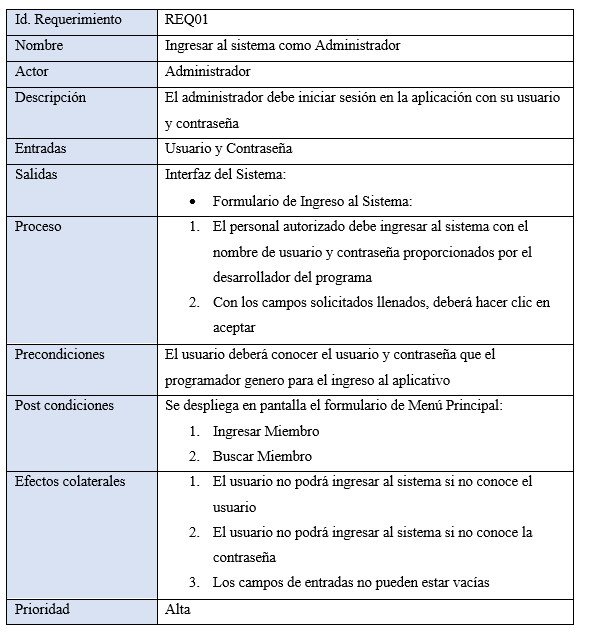 Id. Requerimiento REQ01
Nombre Ingresar al sistema como Administrador
Actor Administrador
Descripción El administrador debe iniciar sesión en la aplicación con su usuario
y contraseña
Entradas Usuario y Contraseña
Salidas Interfaz del Sistema:
• Formulario de Ingreso al Sistema:
Proceso 1. El personal autorizado debe ingresar al sistema con el
nombre de usuario y contraseña proporcionados por el
desarrollador del programa
2. Con los campos solicitados llenados, deberá hacer clic en
aceptar
Precondiciones El usuario deberá conocer el usuario y contraseña que el
programador genero para el ingreso al aplicativo
Post condiciones Se despliega en pantalla el formulario de Menú Principal:
1. Ingresar Miembro
2. Buscar Miembro
Efectos colaterales 1. El usuario no podrá ingresar al sistema si no conoce el
usuario
2. El usuario no podrá ingresar al sistema si no conoce la
contraseña
3. Los campos de entradas no pueden estar vacías
Prioridad Alta